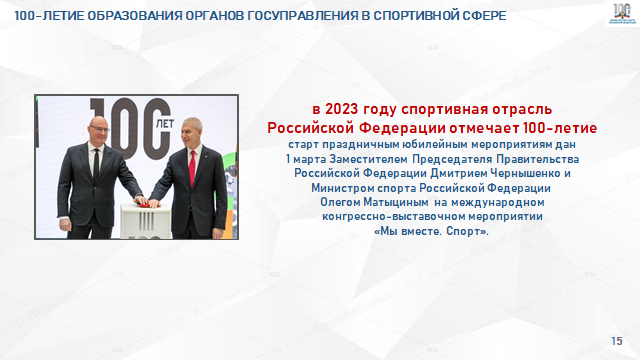 100-ЛЕТИЕ ОБРАЗОВАНИЯ ОРГАНОВ ГОСУПРАВЛЕНИЯ В СПОРТИВНОЙ СФЕРЕ
100
100
ЛЕТ
в 2023 году спортивная отрасль
Российской Федерации отмечает 100-летие
старт праздничным юбилейным мероприятиям дан
1 марта Заместителем Председателя Правительства
Российской Федерации Дмитрием Чернышенко и
Министром спорта Российской Федерации
Олегом Матыциным на международном
конгрессно-выставочном мероприятии
«Мы вместе. Спорт».
100
15